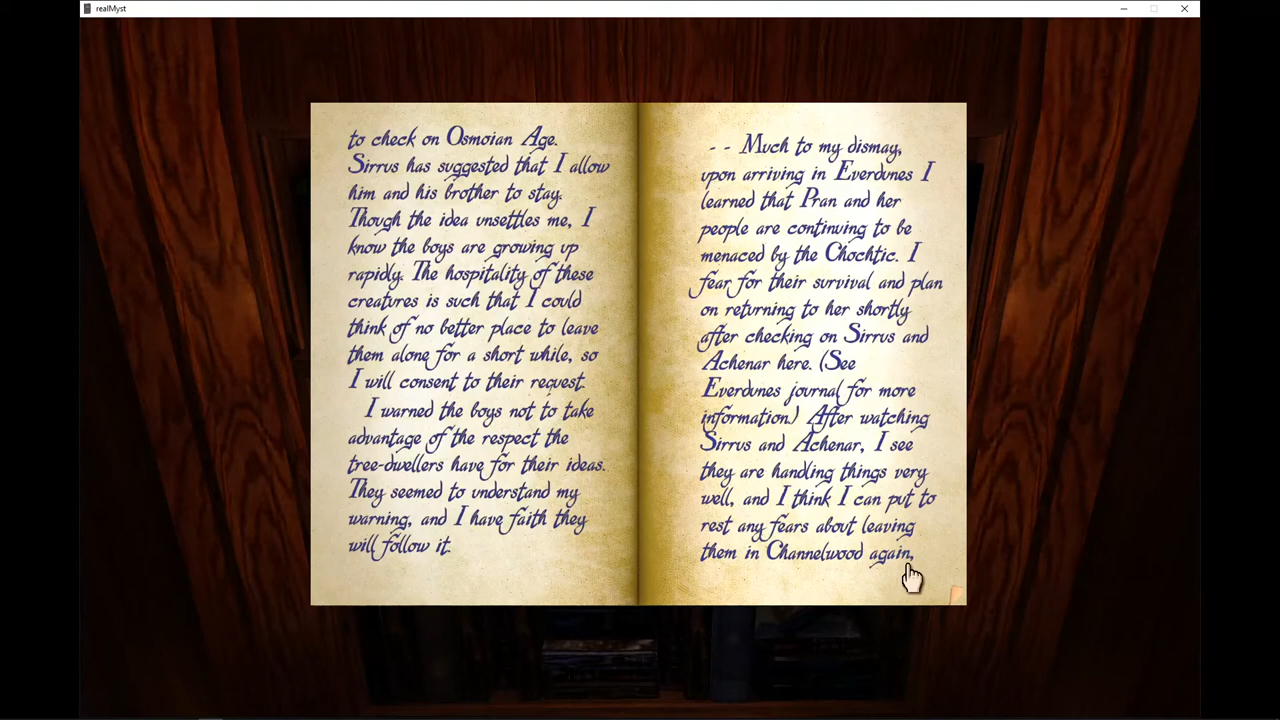 realMyst
to check on Osmoian Age.
Sirrus has suggested that I allow
him and his brother to stay.
Though the idea unsettles me, I
know the boys are growing up
rapidly. The hospitality of these
creatures is such that I could
think of no better place to leave
them alone for a short while, so
I will consent to their request.
I warned the boys not to take
advantage of the respect the
tree-dwellers have for their ideas.
They seemed to understand my
warning, and I have faith they
will follow it.
- - Much to my dismay,
upon arriving in Everdunes I
learned that Pran and her
people are continuing to be
menaced by the Chochtic. I
fear for their survival and plan
on returning to her shortly
after checking on Sirrus and
Achenar here. (See
Everdunes journal for more
information.) After watching
Sirrus and Achenar, I see
they are handling things very
well, and I think I can put to
rest any fears about leaving
them in Channelwood again,